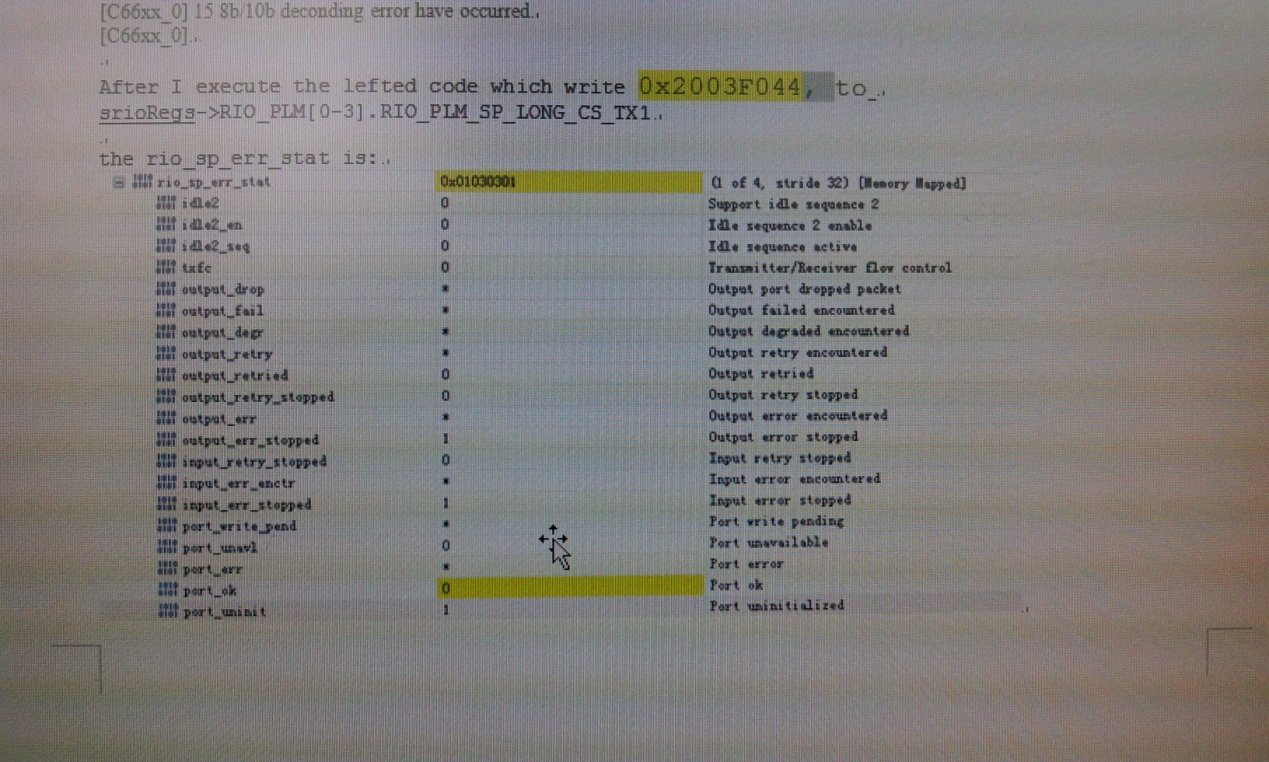 [C66xx_0] 15 8b/10b deconding error have occurred.
[C66xx_0].
After I execute the lefted code which write 0x2003F044, to
srioRegs->RIO_PLM[0-3].RIO_PLM_SP_LONG_CS_TX1.
the rio_sp_err_stat is:
rio_sp_err_stat 0x01030301 (1 of 4, stride 32) [Memory Mapped]
idle2 0 Support idle sequence 2
idle2_en 0 Idle sequence 2 enable
idle2_seq 0 Idle sequence active
txfc 0 Transmitter/Receiver flow control
output_drop * Output port dropped packet
output_fail * Output failed encountered
output_degr * Output degraded encountered
output_retry * Output retry encountered
output_retried 0 Output retried
output_retry_stopped 0 Output retry stopped
output_err * Output error encountered
output_err_stopped 1 Output error stopped
input_retry_stopped 0 Input retry stopped
input_err_enctr * Input error encountered
input_err_stopped 1 Input error stopped
port_write_pend * Port write pending
port_unavl 0 Port unavailable
port_err * Port error
port_ok 0 Port ok
port_uninit 1 Port uninitialized